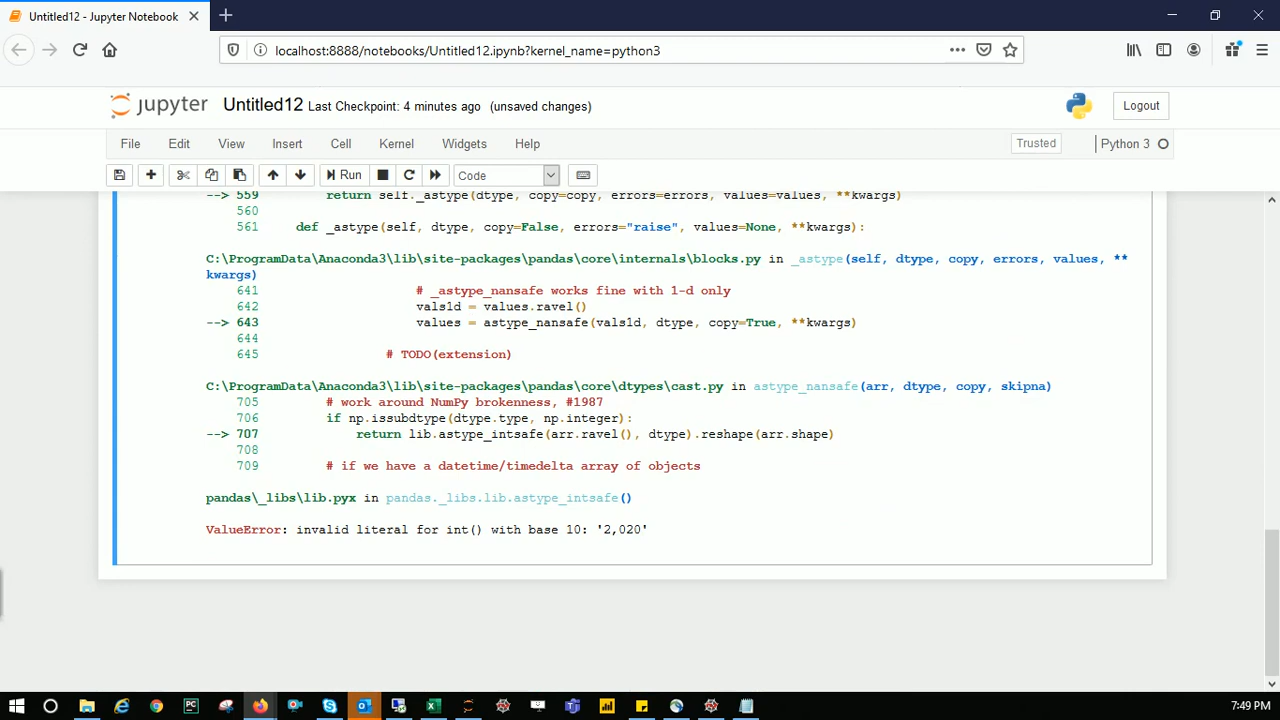 Untitled12 - Jupyter Notebook
localhost:8888/notebooks/Untitled12.ipynb?kernel_name=python3
jupyter Untitled12 Last Checkpoint: 4 minutes ago (unsaved changes)
Logout
File Edit View Insert Cell Kernel Widgets Help
Trusted
Python 3
Run
Code
--> 559 return self._astype(dtype, copy=copy, errors=errors, values=values, **kwargs)
560
561 def _astype(self, dtype, copy=False, errors="raise", values=None, **kwargs):
C:\ProgramData\Anaconda3\lib\site-packages\pandas\core\internals\blocks.py in _astype(self, dtype, copy, errors, values, **
kwargs)
641 # _astype_nansafe works fine with 1-d only
642 vals1d = values.ravel()
--> 643 values = astype_nansafe(vals1d, dtype, copy=True, **kwargs)
644
645 # TODO(extension)
C:\ProgramData\Anaconda3\lib\site-packages\pandas\core\dtypes\cast.py in astype_nansafe(arr, dtype, copy, skipna)
705 # work around NumPy brokenness, #1987
706 if np.issubdtype(dtype.type, np.integer):
--> 707 return lib.astype_intsafe(arr.ravel(), dtype).reshape(arr.shape)
708
709 # if we have a datetime/timedelta array of objects
pandas\_libs\lib.pyx in pandas._libs.lib.astype_intsafe()
ValueError: invalid literal for int() with base 10: '2,020'
7:49 PM